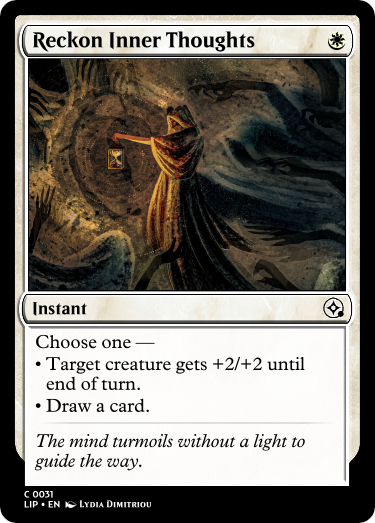 Reckon Inner Thoughts
Instant
Choose one —
• Target creature gets +2/+2 until
end of turn.
• Draw a card.
The mind turmoils without a light to
guide the way.
C 0031
LIP • EN Lydia Dimitriou